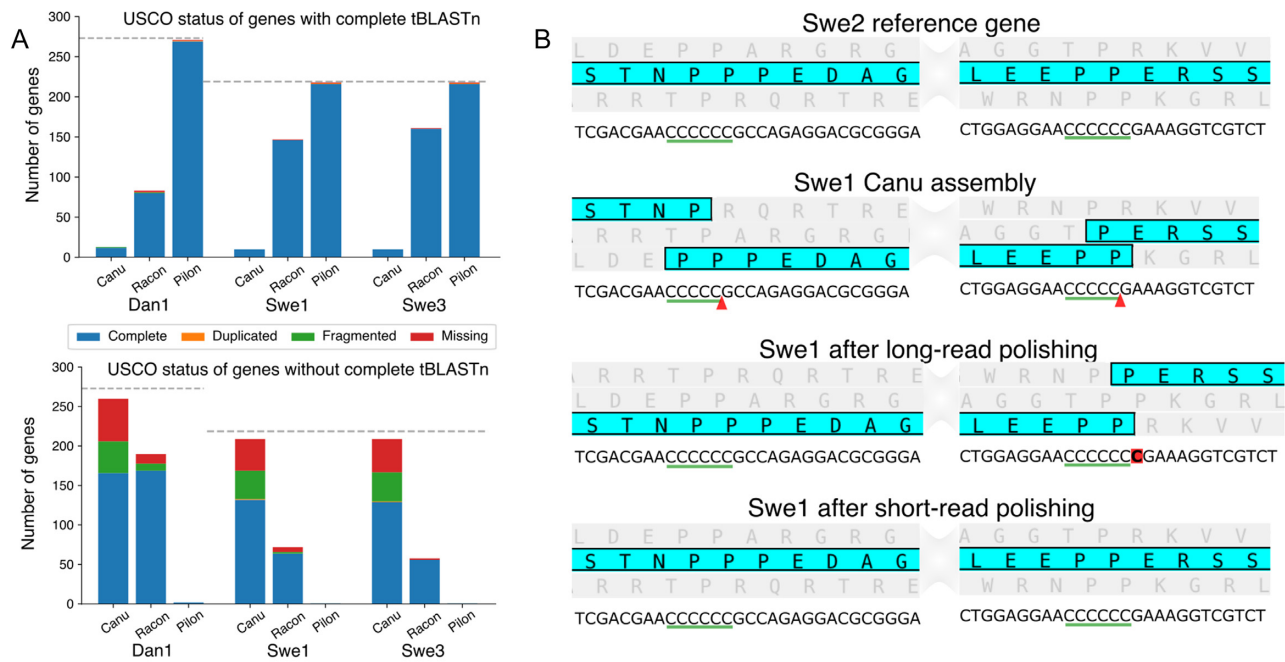 A
USCO status of genes with complete tBLASTn
Number of genes
300
250
200
150
100
50
0
Canu Racon Pilon Canu Racon Pilon Canu Racon Pilon
Dan1 Swe1 Swe3
Complete Duplicated Fragmented Missing
USCO status of genes without complete tBLASTn
Number of genes
300
250
200
150
100
50
0
Canu Racon Pilon Canu Racon Pilon Canu Racon Pilon
Dan1 Swe1 Swe3
B
Swe2 reference gene
L D E P P A R G R G A G G T P R K V V
S T N P P P E D A G L E E P P E R S S
R R T P R Q R T R E W R N P P K G R L
TCGACGAACCCCCCGCCAGAGGACGCGGGA CTGGAGGAACCCCCCGAAAGGTCGTCT
Swe1 Canu assembly
S T N P R Q R T R E W R N P R K V V
R R T P A R G R G A G G T P E R S S
L D E P P P E D A G L E E P P K G R L
TCGACGAACCCCCGCCAGAGGACGCGGGA CTGGAGGAACCCCCGAAAGGTCGTCT
Swe1 after long-read polishing
R R T P R Q R T R E W R N P P E R S S
L D E P P A R G R G A G G T P P K G R L
S T N P P P E D A G L E E P P R K V V
TCGACGAACCCCCCGCCAGAGGACGCGGGA CTGGAGGAACCCCCCCGAAAGGTCGTCT
Swe1 after short-read polishing
L D E P P A R G R G A G G T P R K V V
S T N P P P E D A G L E E P P E R S S
R R T P R Q R T R E W R N P P K G R L
TCGACGAACCCCCCGCCAGAGGACGCGGGA CTGGAGGAACCCCCCGAAAGGTCGTCT